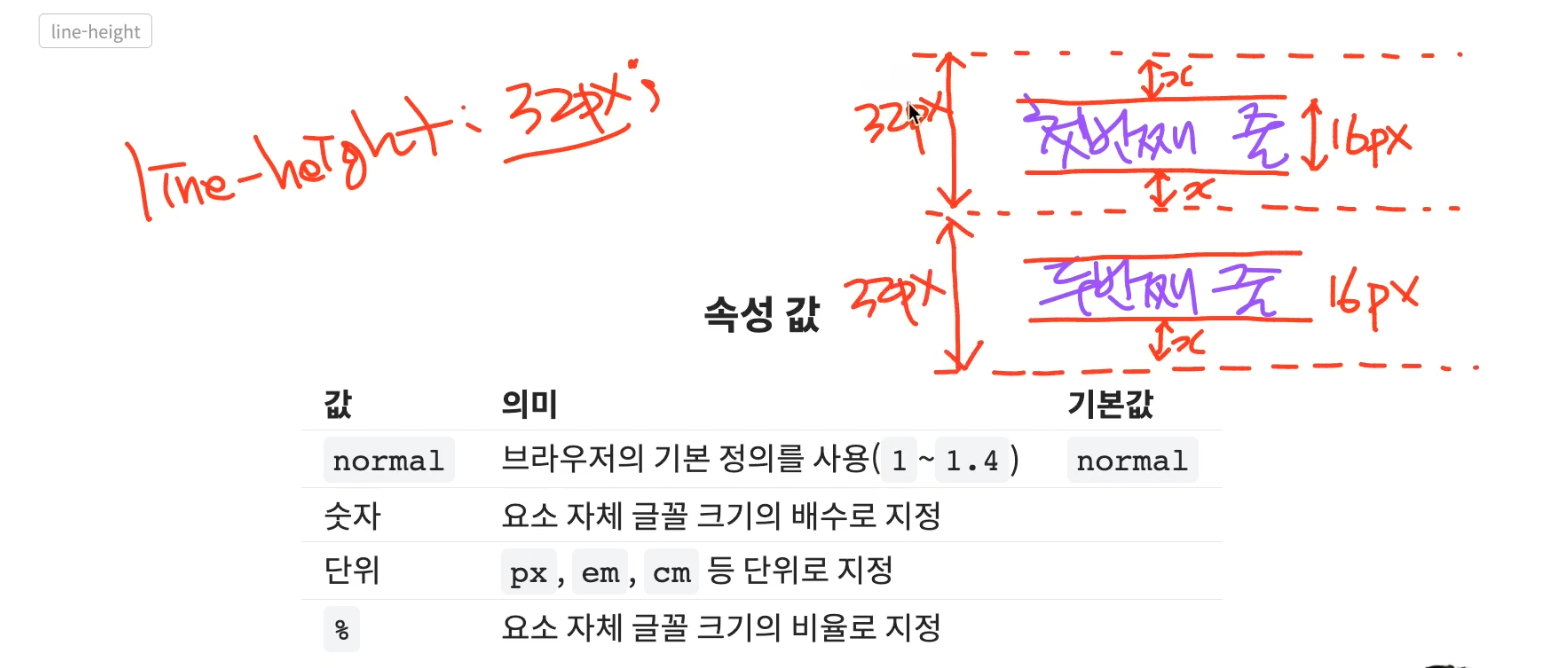 line-height
line-height: 32px;
x
32px 첫번째 줄 16px
x
32px 두번째 줄 16px
x
속성 값
값 의미 기본값
normal 브라우저의 기본 정의를 사용( 1 ~ 1.4 ) normal
숫자 요소 자체 글꼴 크기의 배수로 지정
단위 px , em , cm 등 단위로 지정
% 요소 자체 글꼴 크기의 비율로 지정